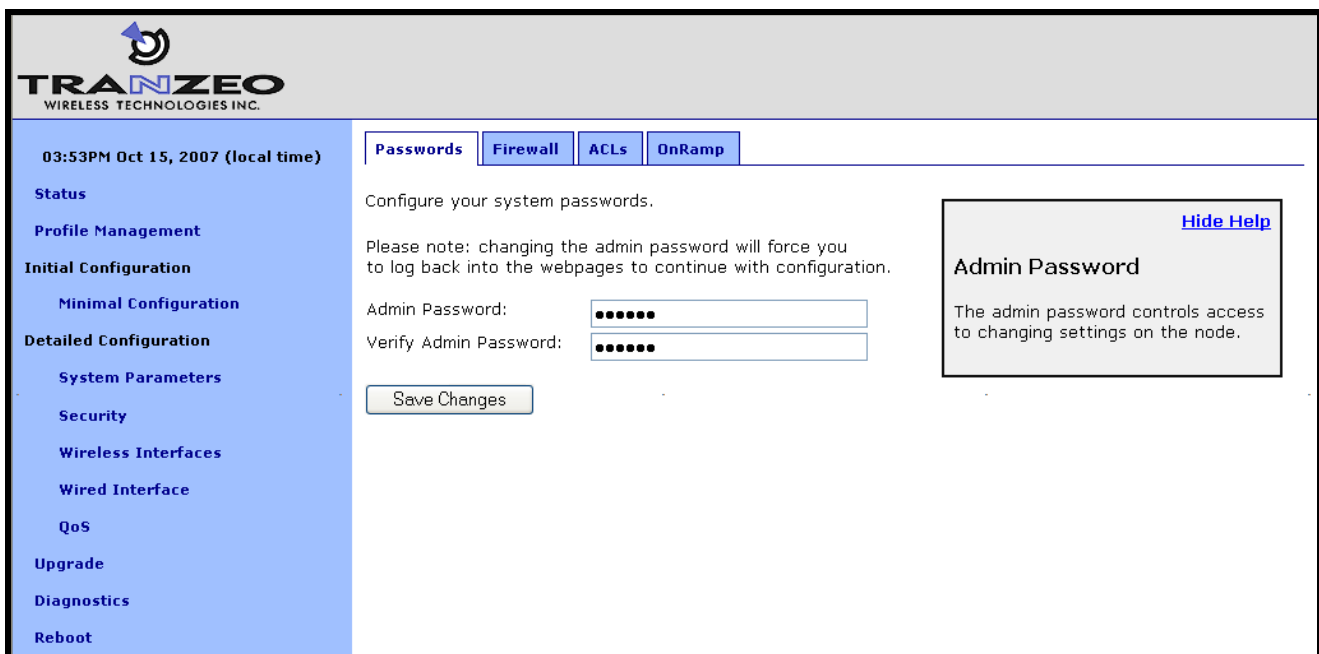 TRANZEO
WIRELESS TECHNOLOGIES INC.
03:53PM Oct 15, 2007 (local time)
Status
Profile Management
Initial Configuration
Minimal Configuration
Detailed Configuration
System Parameters
Security
Wireless Interfaces
Wired Interface
QoS
Upgrade
Diagnostics
Reboot
Passwords
Firewall
ACLs
OnRamp
Configure your system passwords.
Please note: changing the admin password will force you
to log back into the webpages to continue with configuration.
Admin Password: ●●●●●●
Verify Admin Password: ●●●●●●
Save Changes
Hide Help
Admin Password
The admin password controls access
to changing settings on the node.